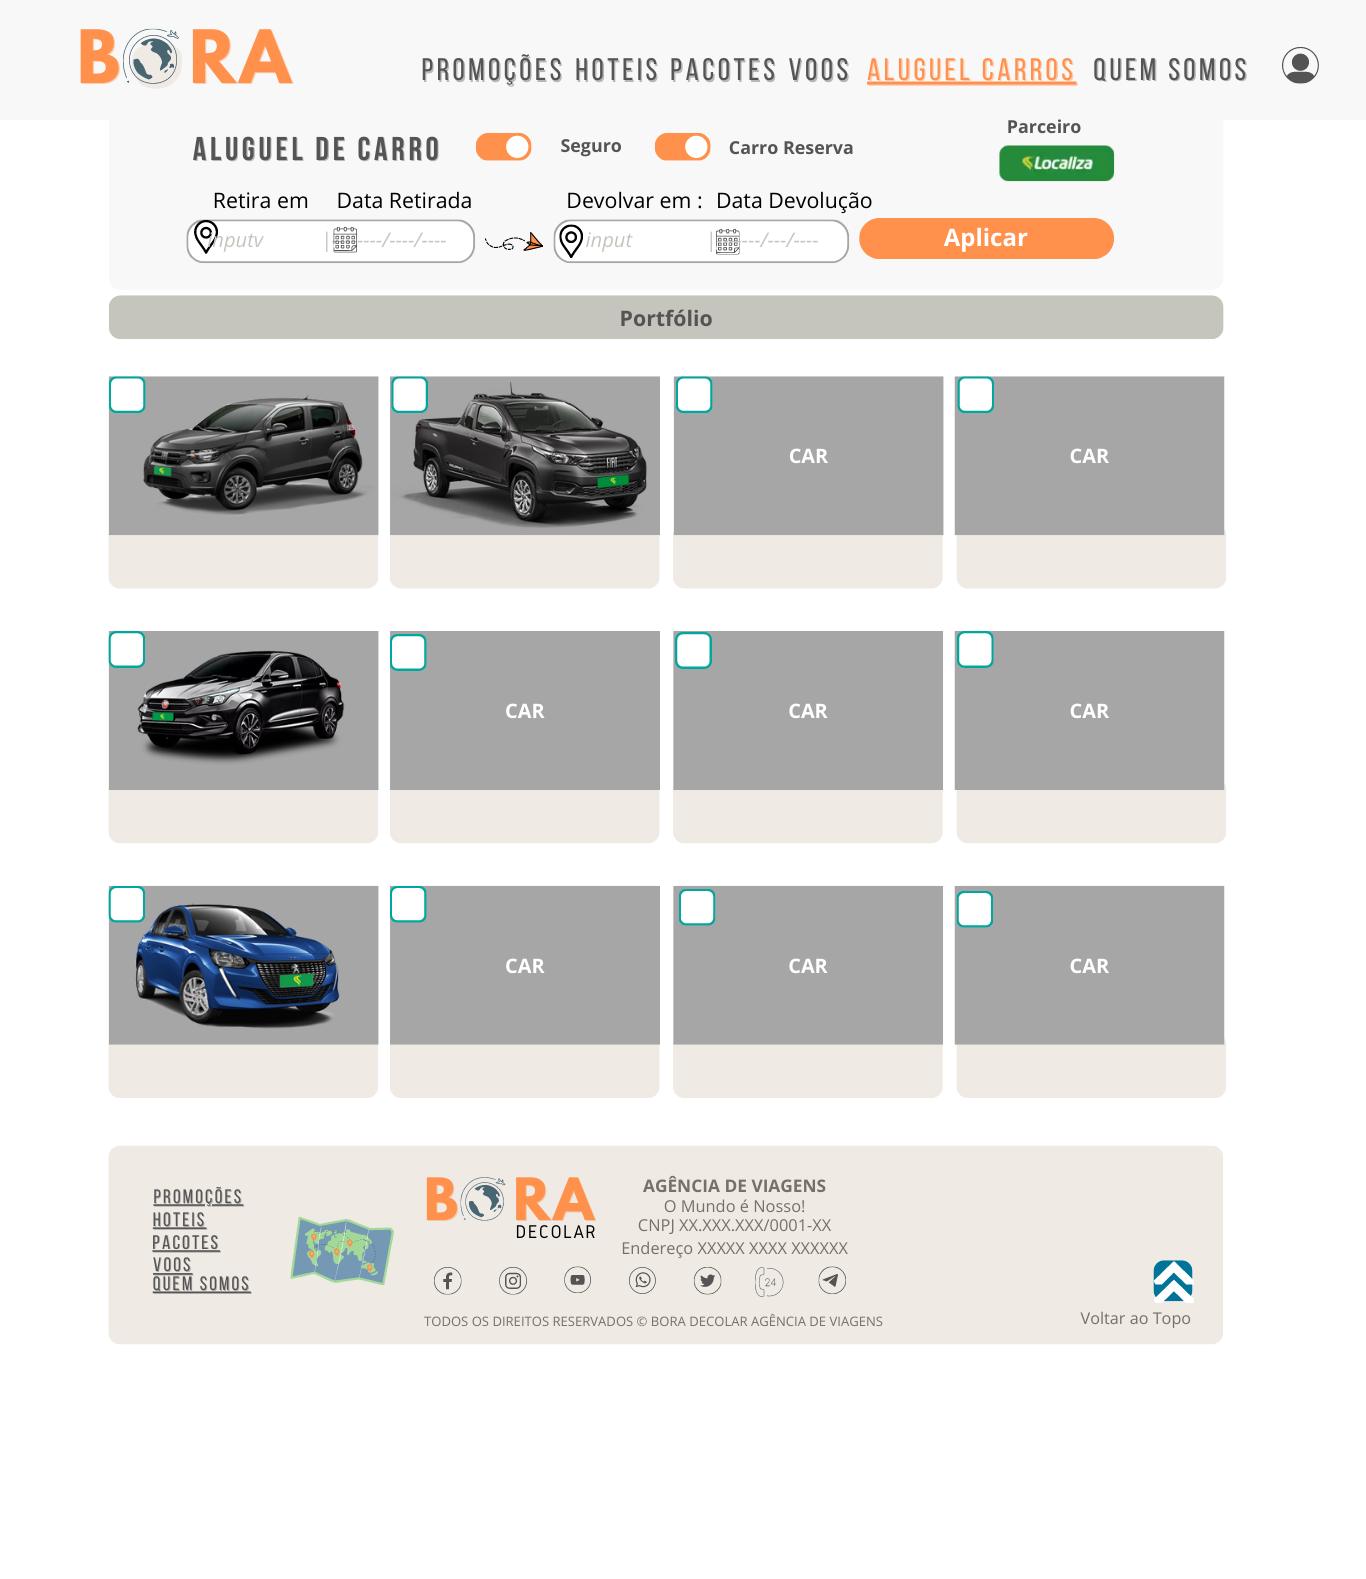 BORA
PROMOÇÕES HOTEIS PACOTES VOOS ALUGUEL CARROS QUEM SOMOS
Parceiro
ALUGUEL DE CARRO Seguro Carro Reserva
Localiza
Retira em Data Retirada Devolvar em : Data Devolução
inputv | ----/----/---- input | ---/---/----
Aplicar
Portfólio
FIAT
CAR
CAR
CAR
CAR
CAR
CAR
CAR
CAR
PROMOÇÕES
HOTEIS
PACOTES
VOOS
QUEM SOMOS
BORA
DECOLAR
AGÊNCIA DE VIAGENS
O Mundo é Nosso!
CNPJ XX.XXX.XXX/0001-XX
Endereço XXXXX XXXX XXXXXX
24
TODOS OS DIREITOS RESERVADOS © BORA DECOLAR AGÊNCIA DE VIAGENS
Voltar ao Topo